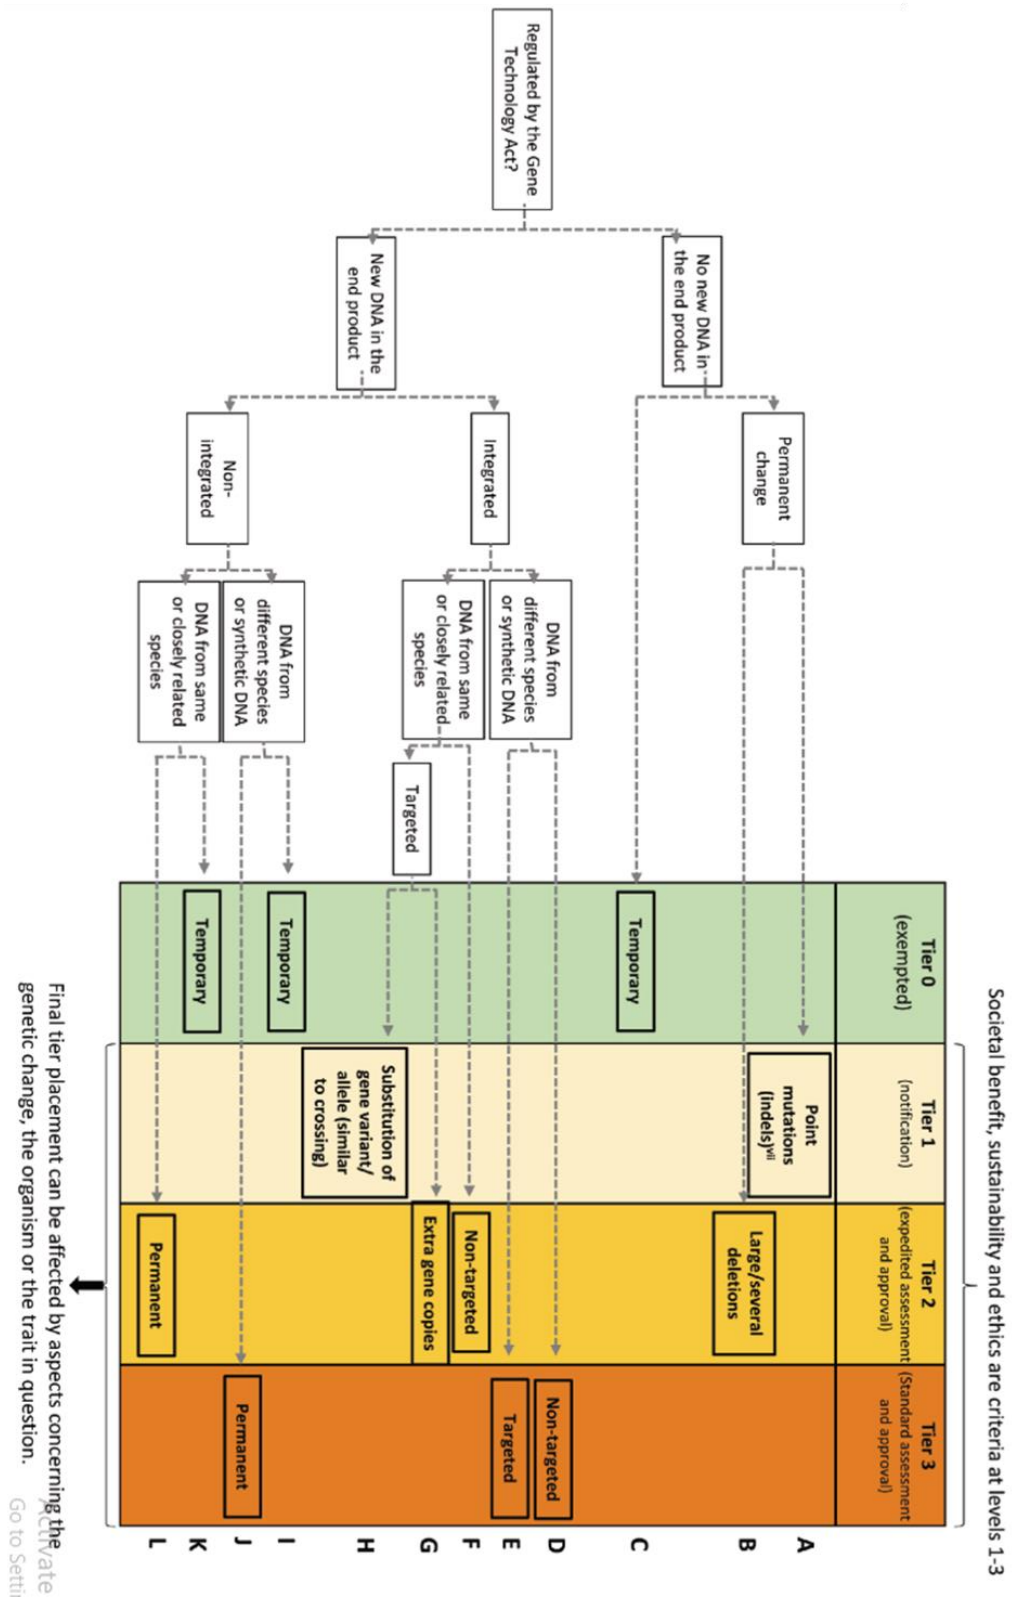 Societal benefit, sustainability and ethics are criteria at levels 1-3
Tier 0
(exempted)
Tier 1
(notification)
Tier 2
(expedited assessment
and approval)
Tier 3
(Standard assessment
and approval)
Regulated by the Gene
Technology Act?
No new DNA in
the end product
New DNA in the
end product
Permanent
change
Integrated
Non-
integrated
DNA from
different species
or synthetic DNA
DNA from same
or closely related
species
DNA from
different species
or synthetic DNA
DNA from same
or closely related
species
Targeted
Point
mutations
(indels)vii
A
Large/several
deletions
B
Temporary
C
Non-targeted
D
Targeted
E
Non-targeted
F
Extra gene copies
G
Substitution of
gene variant/
allele (similar
to crossing)
H
Temporary
I
Permanent
J
Temporary
K
Permanent
L
Final tier placement can be affected by aspects concerning the
genetic change, the organism or the trait in question.
Activate
Go to Settin